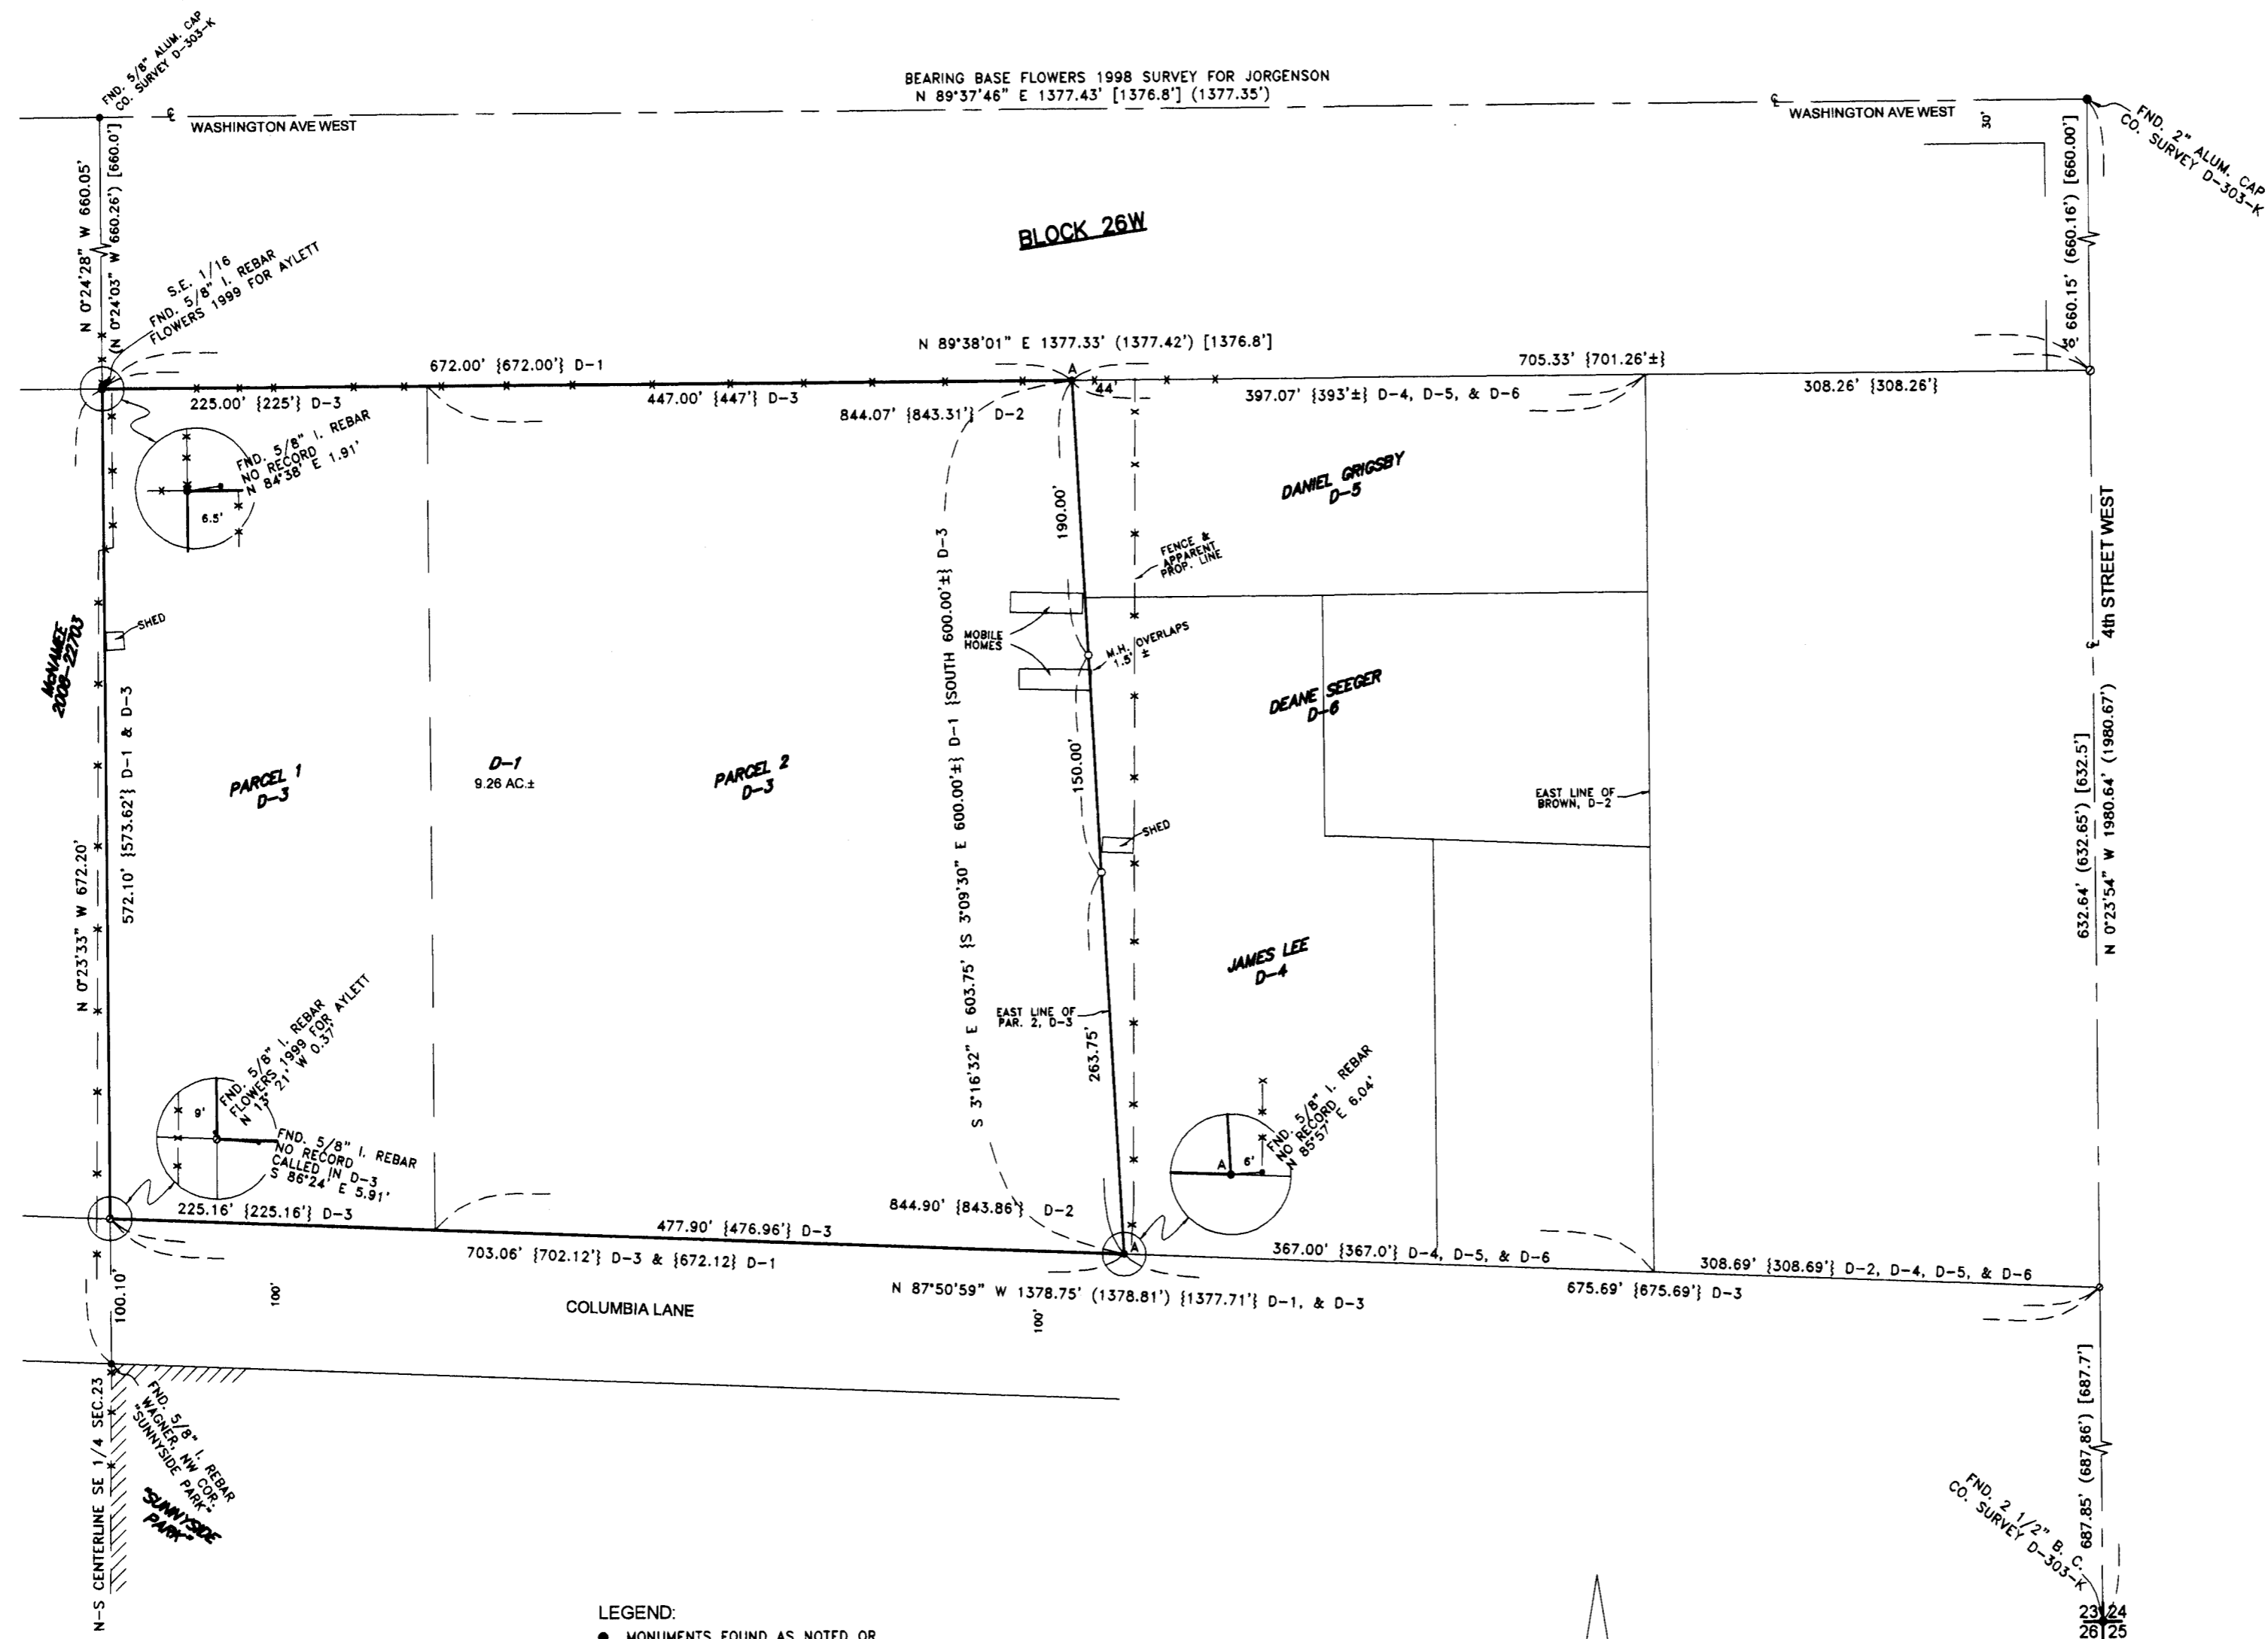 FND. 5/8" ALUM. CAP
CO. SURVEY D-303-K
BEARING BASE FLOWERS 1998 SURVEY FOR JORGENSON
N 89°37'46" E 1377.43' [1376.8'] (1377.35')
WASHINGTON AVE WEST
WASHINGTON AVE WEST
30'
FND. 2" ALUM. CAP
CO. SURVEY D-303-K
N 0°24'28" W 660.05'
(N 0°24'03" W 660.26') [660.0']
660.15' (660.16') [660.00']
30'
BLOCK 26W
S.E. 1/16
FND. 5/8" I. REBAR
FLOWERS 1999 FOR AYLETT
N 89°38'01" E 1377.33' (1377.42') [1376.8']
672.00' {672.00'} D-1
705.33' {701.26'±}
A
44'
225.00' {225'} D-3
447.00' {447'} D-3
397.07' {393'±} D-4, D-5, & D-6
308.26' {308.26'}
844.07' {843.31'} D-2
FND. 5/8" I. REBAR
NO RECORD
N 84°38' E 1.91'
6.5'
DANIEL GRIGSBY
D-5
190.00'
FENCE &
APPARENT
PROP. LINE
4th STREET WEST
SHED
MOBILE
HOMES
M.H. OVERLAPS
1.5' ±
McNAMEE
2008-22703
DEANE SEEGER
D-6
572.10' {573.62'} D-1 & D-3
N 0°23'33" W 672.20'
PARCEL 1
D-3
D-1
9.26 AC.±
PARCEL 2
D-3
S 3°16'32" E 603.75' {S 3°09'30" E 600.00'±} D-1 {SOUTH 600.00'±} D-3
150.00'
SHED
EAST LINE OF
BROWN, D-2
632.64' (632.65') [632.5']
N 0°23'54" W 1980.64' (1980.67')
JAMES LEE
D-4
EAST LINE OF
PAR. 2, D-3
263.75'
FND. 5/8" I. REBAR
FLOWERS 1999 FOR AYLETT
N 13°21' W 0.37'
9'
FND. 5/8" I. REBAR
NO RECORD
CALLED IN D-3
S 86°24' E 5.91'
FND. 5/8" I. REBAR
NO RECORD
N 85°57' E 6.04'
A
6'
225.16' {225.16'} D-3
844.90' {843.86'} D-2
477.90' {476.96'} D-3
A
703.06' {702.12'} D-3 & {672.12} D-1
367.00' {367.0'} D-4, D-5, & D-6
308.69' {308.69'} D-2, D-4, D-5, & D-6
N 87°50'59" W 1378.75' (1378.81') {1377.71'} D-1, & D-3
675.69' {675.69'} D-3
100.10'
100'
COLUMBIA LANE
100'
N-S CENTERLINE SE 1/4 SEC.23
FND. 5/8" I. REBAR
WAGNER, NW COR.
"SUNNYSIDE PARK"
"SUNNYSIDE
PARK"
687.85' (687.86') [687.7']
FND. 2 1/2" B. C.
CO. SURVEY D-303-K
LEGEND:
MONUMENTS FOUND AS NOTED OR
23 24
26 25